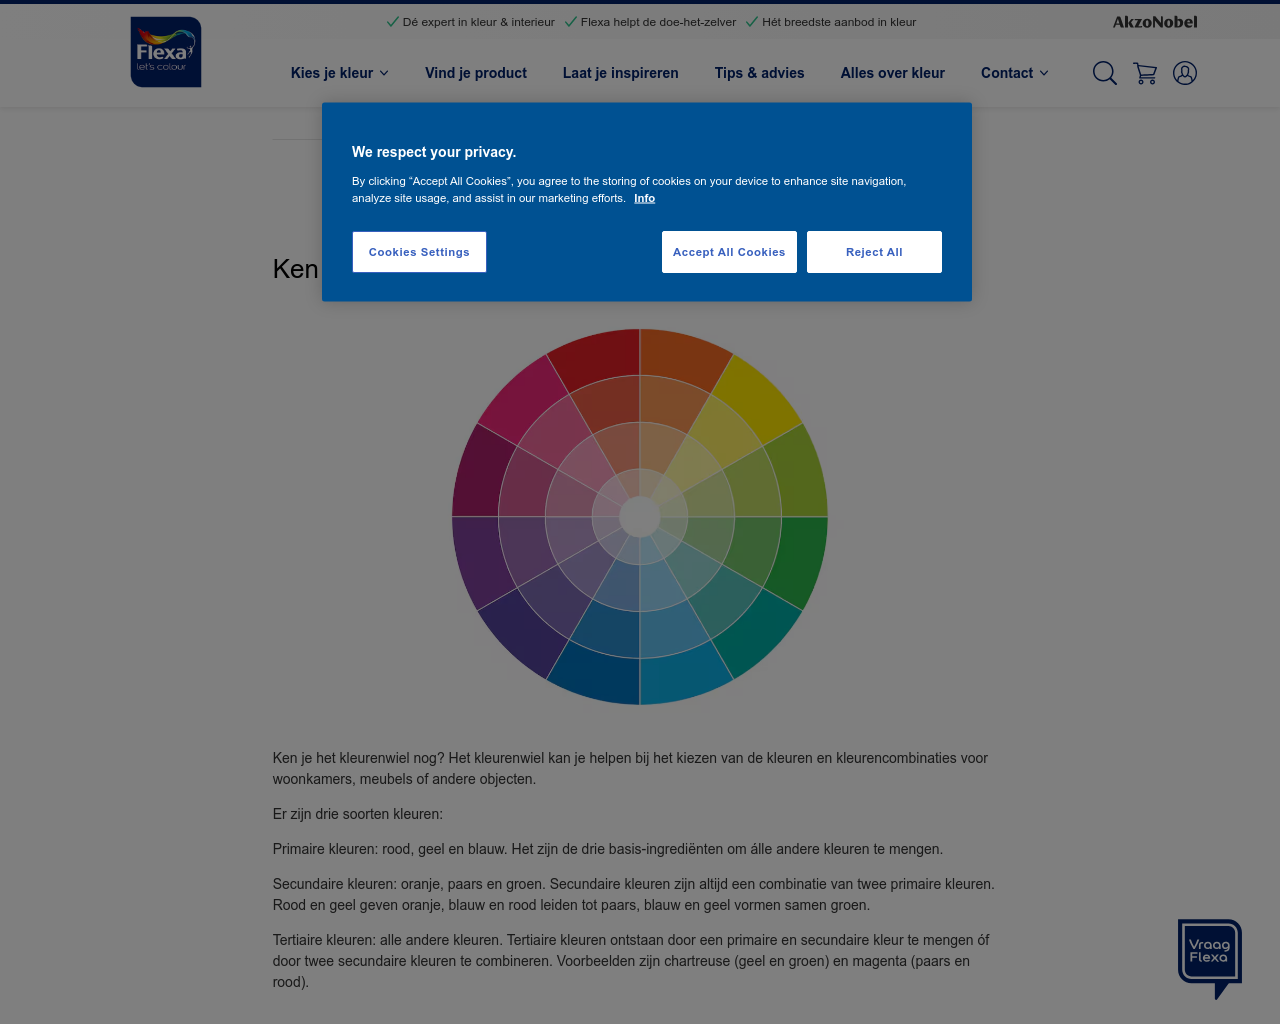 Dé expert in kleur & interieur
Flexa helpt de doe-het-zelver
Hét breedste aanbod in kleur
AkzoNobel
Flexa
let's colour
Kies je kleur
Vind je product
Laat je inspireren
Tips & advies
Alles over kleur
Contact
We respect your privacy.
By clicking “Accept All Cookies”, you agree to the storing of cookies on your device to enhance site navigation,
analyze site usage, and assist in our marketing efforts. Info
Cookies Settings
Accept All Cookies
Reject All
Ken
Ken je het kleurenwiel nog? Het kleurenwiel kan je helpen bij het kiezen van de kleuren en kleurencombinaties voor
woonkamers, meubels of andere objecten.
Er zijn drie soorten kleuren:
Primaire kleuren: rood, geel en blauw. Het zijn de drie basis-ingrediënten om álle andere kleuren te mengen.
Secundaire kleuren: oranje, paars en groen. Secundaire kleuren zijn altijd een combinatie van twee primaire kleuren.
Rood en geel geven oranje, blauw en rood leiden tot paars, blauw en geel vormen samen groen.
Tertiaire kleuren: alle andere kleuren. Tertiaire kleuren ontstaan door een primaire en secundaire kleur te mengen óf
door twee secundaire kleuren te combineren. Voorbeelden zijn chartreuse (geel en groen) en magenta (paars en
rood).
Vraag
Flexa